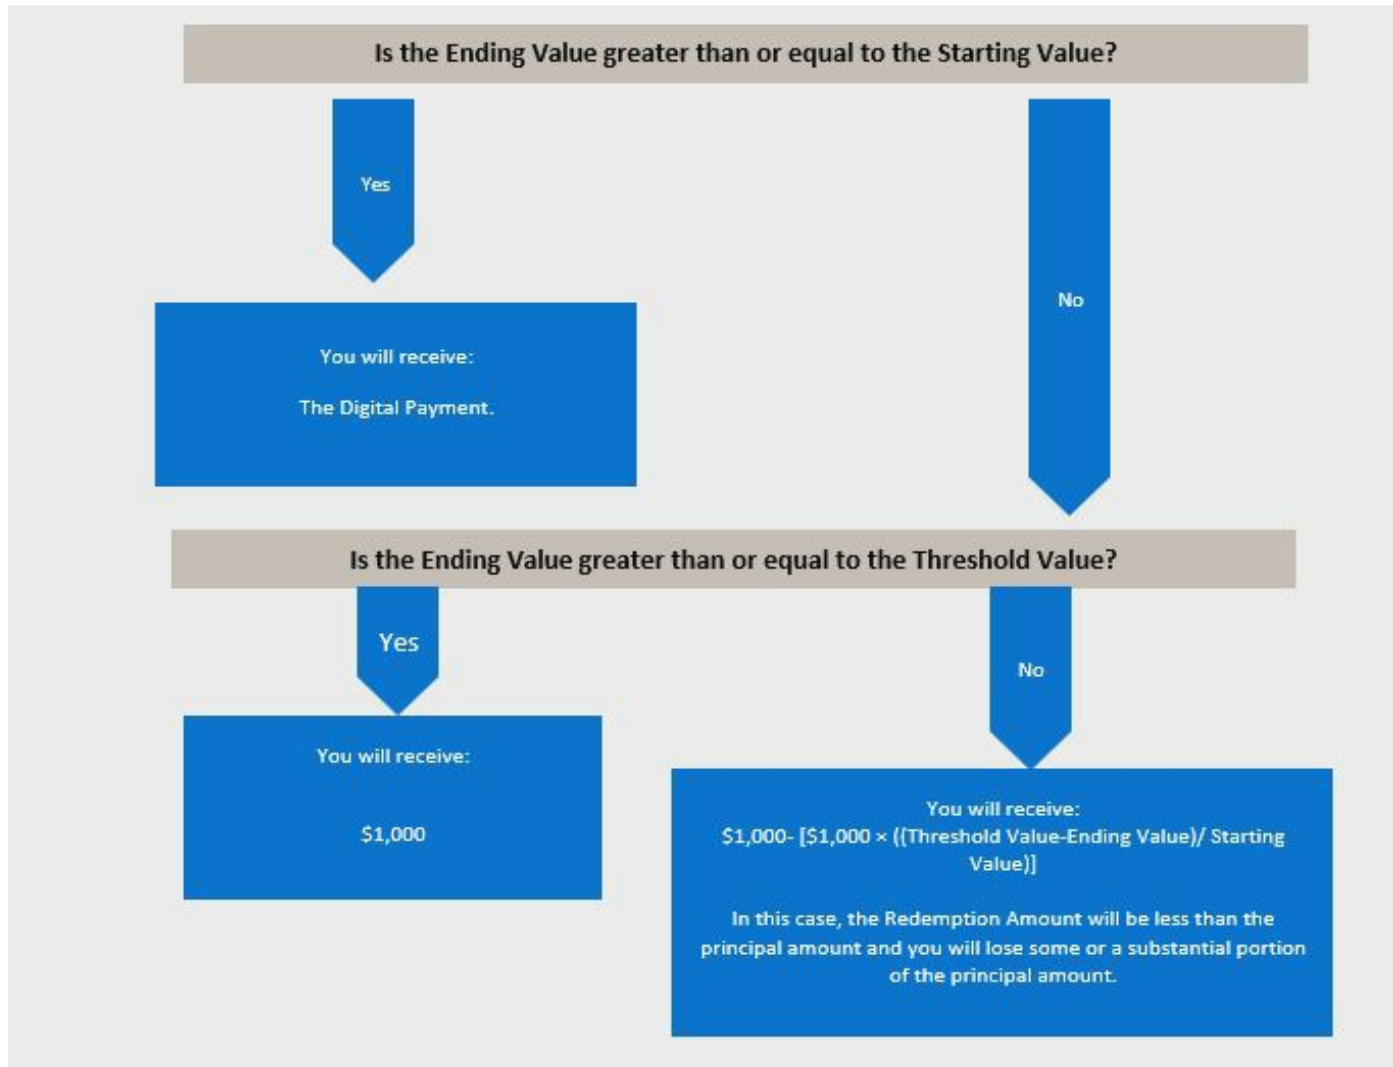 Is the Ending Value greater than or equal to the Starting Value?
Yes
No
You will receive:
The Digital Payment.
Is the Ending Value greater than or equal to the Threshold Value?
Yes
No
You will receive:
$1,000
You will receive:
$1,000- [$1,000 × ((Threshold Value-Ending Value)/ Starting
Value)]
In this case, the Redemption Amount will be less than the
principal amount and you will lose some or a substantial portion
of the principal amount.